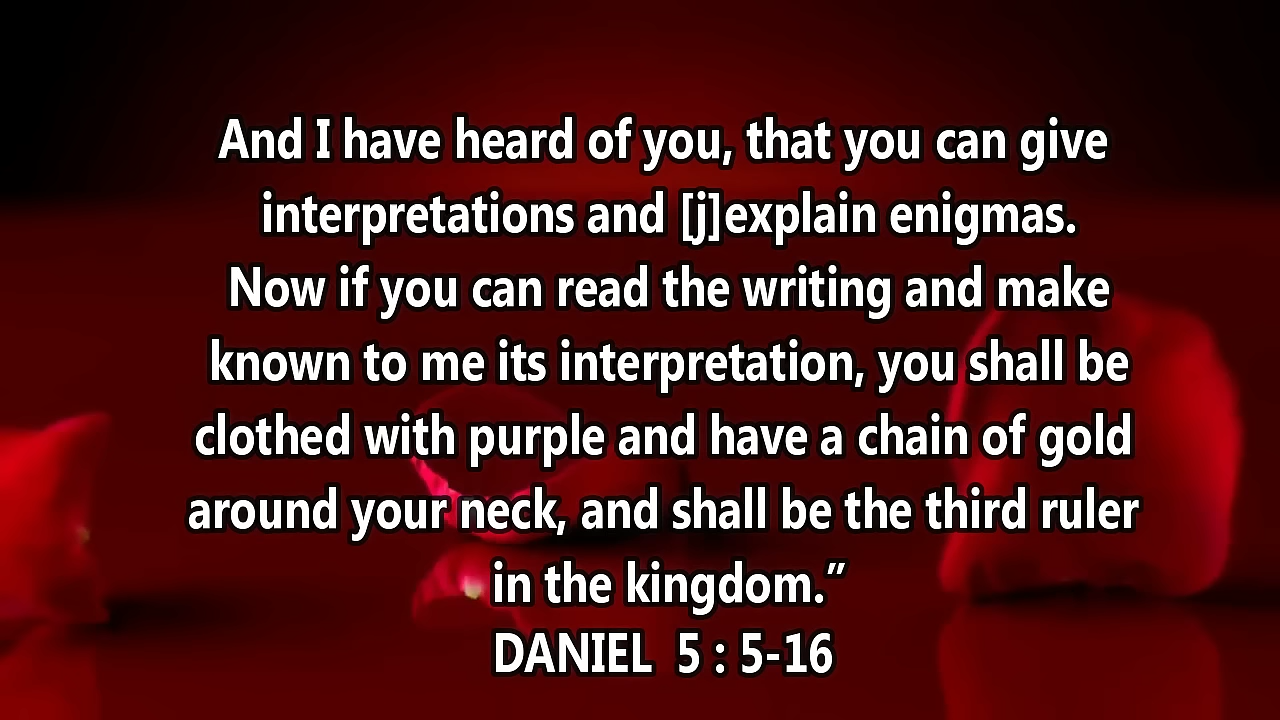 And I have heard of you, that you can give
interpretations and [j]explain enigmas.
Now if you can read the writing and make
known to me its interpretation, you shall be
clothed with purple and have a chain of gold
around your neck, and shall be the third ruler
in the kingdom.”
DANIEL  5 : 5-16